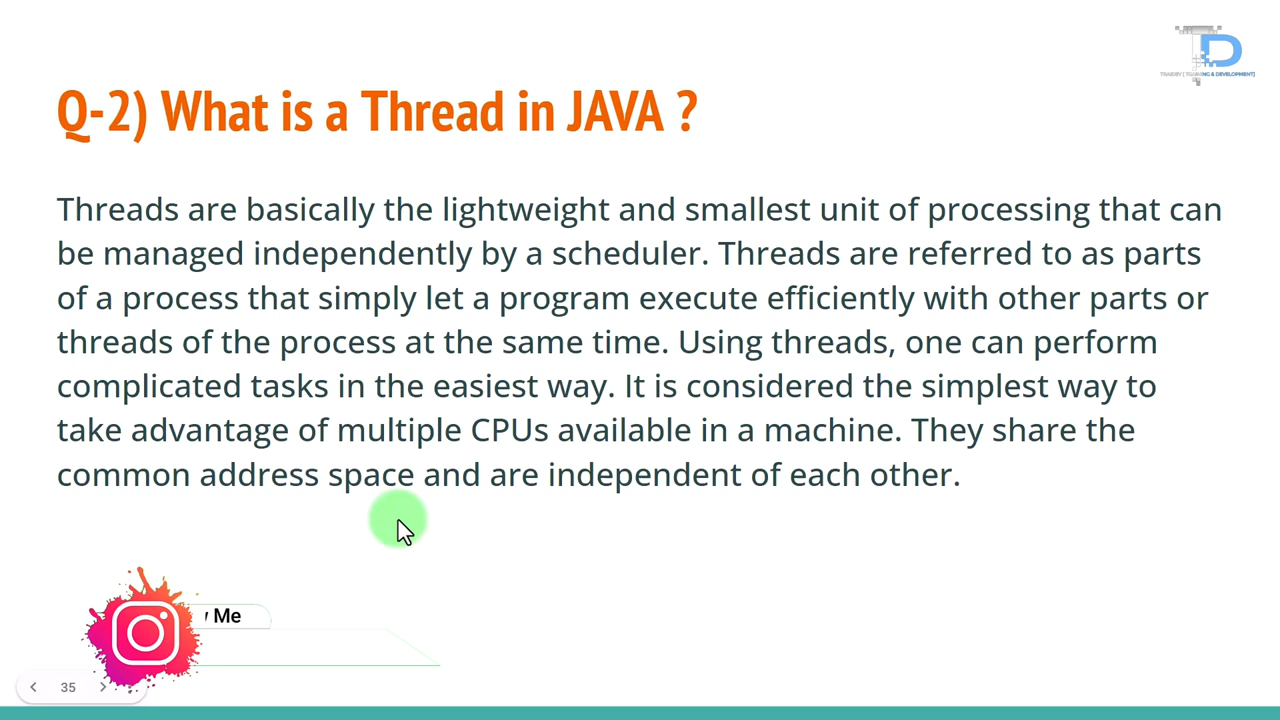 Q-2) What is a Thread in JAVA ?
Threads are basically the lightweight and smallest unit of processing that can
be managed independently by a scheduler. Threads are referred to as parts
of a process that simply let a program execute efficiently with other parts or
threads of the process at the same time. Using threads, one can perform
complicated tasks in the easiest way. It is considered the simplest way to
take advantage of multiple CPUs available in a machine. They share the
common address space and are independent of each other.
Me
35